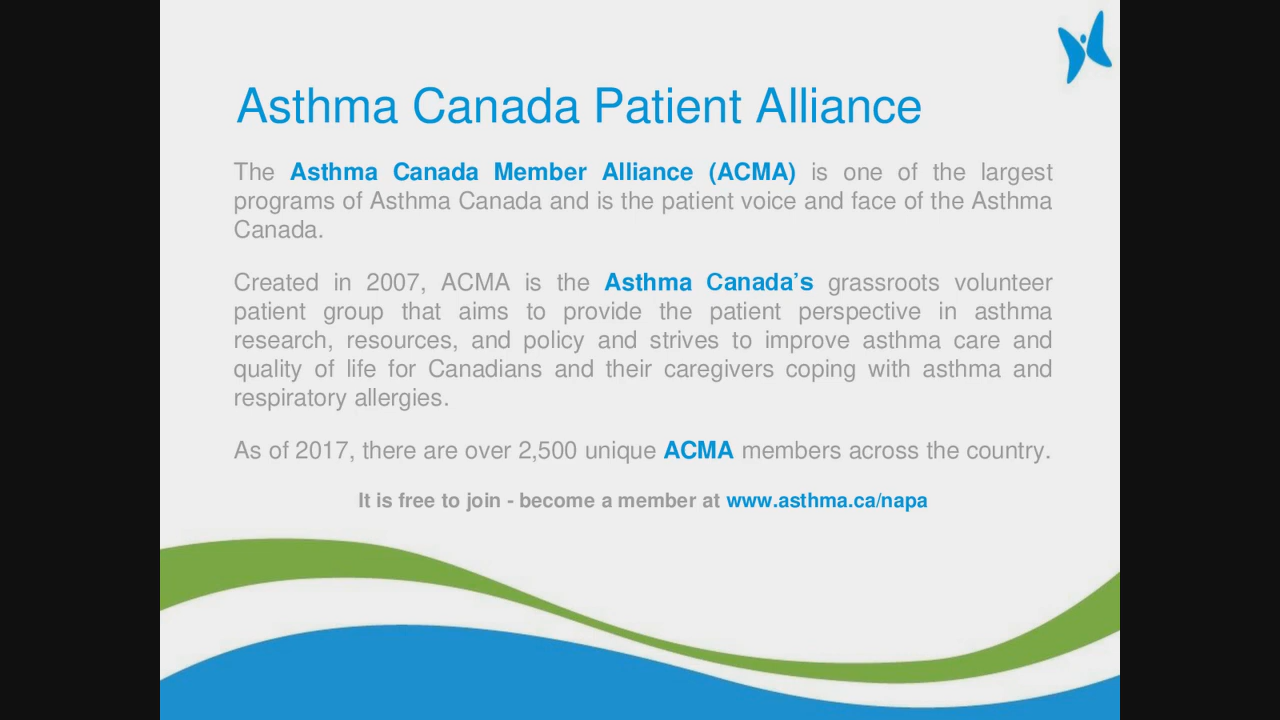 Asthma Canada Patient Alliance
The Asthma Canada Member Alliance (ACMA) is one of the largest
programs of Asthma Canada and is the patient voice and face of the Asthma
Canada.
Created in 2007, ACMA is the Asthma Canada’s grassroots volunteer
patient group that aims to provide the patient perspective in asthma
research, resources, and policy and strives to improve asthma care and
quality of life for Canadians and their caregivers coping with asthma and
respiratory allergies.
As of 2017, there are over 2,500 unique ACMA members across the country.
It is free to join - become a member at www.asthma.ca/napa